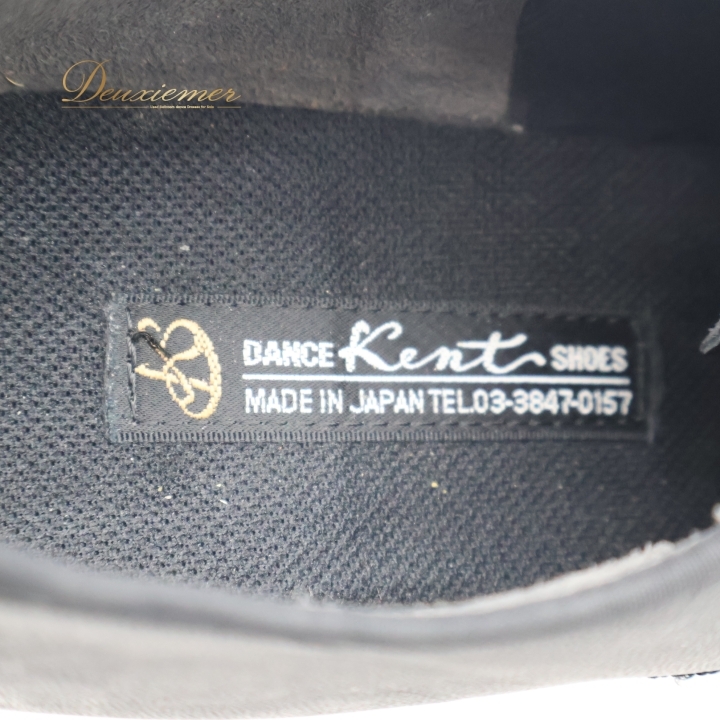 Deuxiemer
DANCE Kent SHOES
MADE IN JAPAN TEL.03-3847-0157